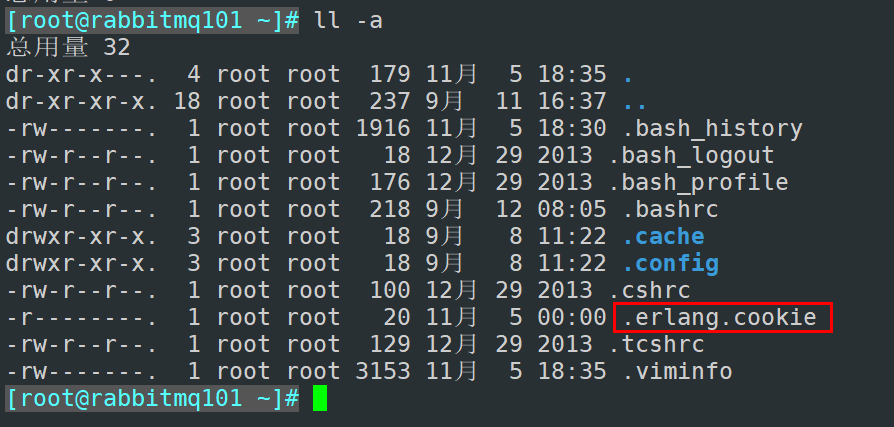 [root@rabbitmq101 ~]# ll -a
总用量 32
dr-xr-x---.  4 root root  179 11月  5 18:35 .
dr-xr-xr-x. 18 root root  237 9月  11 16:37 ..
-rw-------.  1 root root 1916 11月  5 18:30 .bash_history
-rw-r--r--.  1 root root   18 12月 29 2013 .bash_logout
-rw-r--r--.  1 root root  176 12月 29 2013 .bash_profile
-rw-r--r--.  1 root root  218 9月  12 08:05 .bashrc
drwxr-xr-x.  3 root root   18 9月   8 11:22 .cache
drwxr-xr-x.  3 root root   18 9月   8 11:22 .config
-rw-r--r--.  1 root root  100 12月 29 2013 .cshrc
-r--------.  1 root root   20 11月  5 00:00 .erlang.cookie
-rw-r--r--.  1 root root  129 12月 29 2013 .tcshrc
-rw-------.  1 root root 3153 11月  5 18:35 .viminfo
[root@rabbitmq101 ~]#